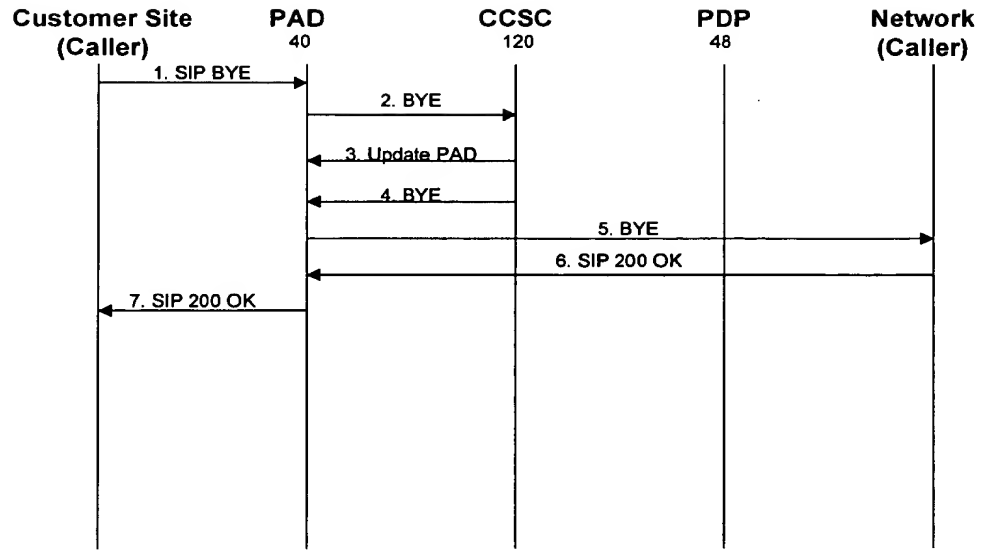 Customer Site
(Caller)
PAD
40
CCSC
120
PDP
48
Network
(Caller)
1. SIP BYE
2. BYE
3. Update PAD
4. BYE
5. BYE
6. SIP 200 OK
7. SIP 200 OK